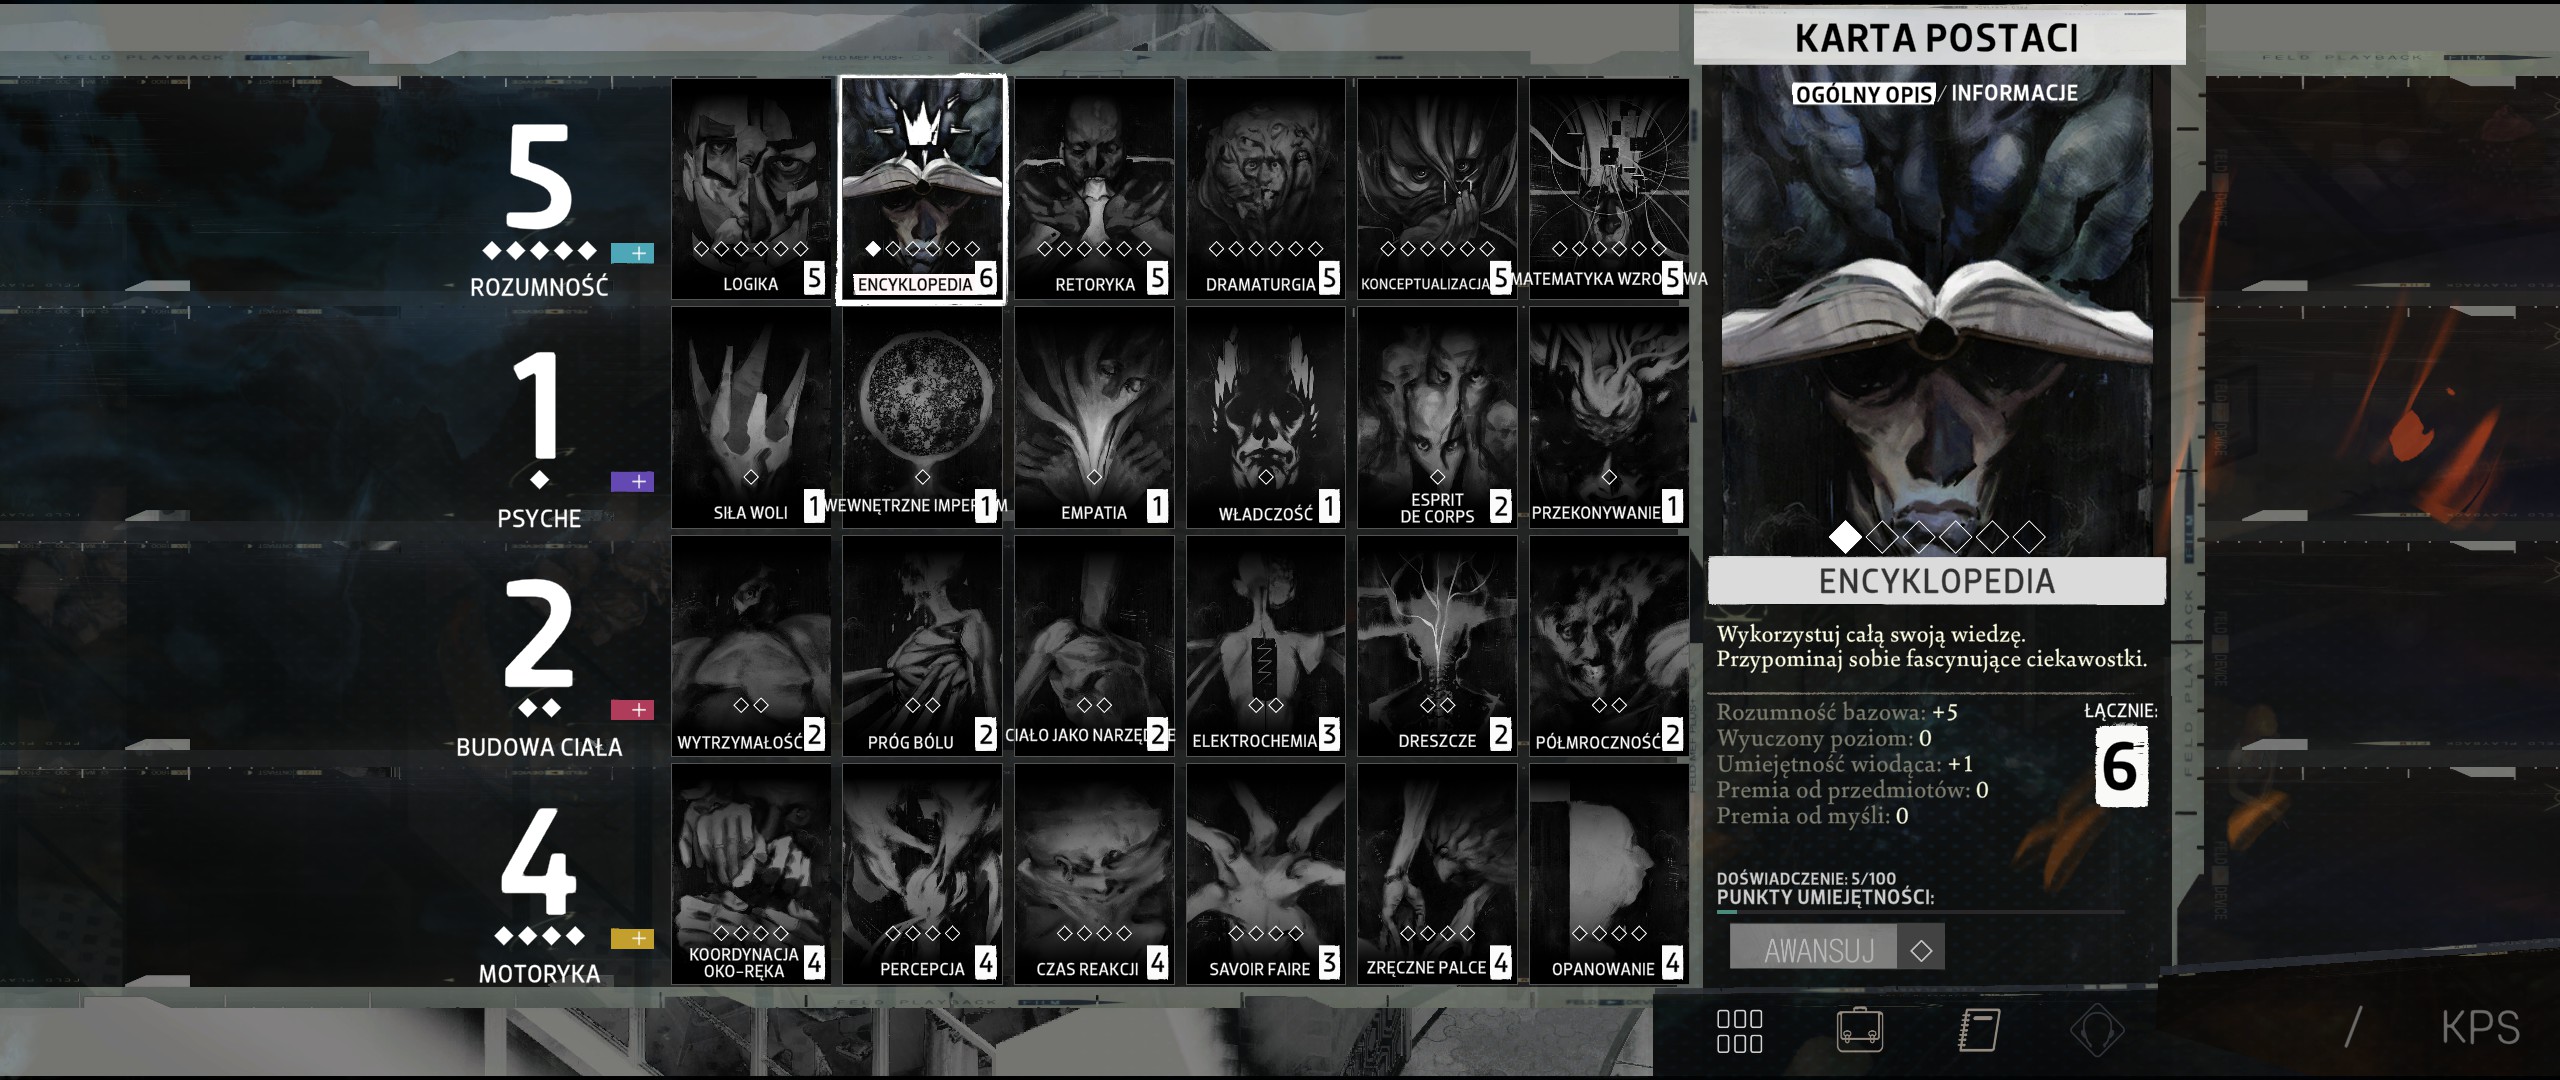 KARTA POSTACI
OGÓLNY OPIS / INFORMACJE
5
ROZUMNOŚĆ
LOGIKA 5
ENCYKLOPEDIA 6
RETORYKA 5
DRAMATURGIA 5
KONCEPTUALIZACJA 5
MATEMATYKA WZRO WA 5
1
PSYCHE
SIŁA WOLI 1
WEWNĘTRZNE IMPE M 1
EMPATIA 1
WŁADCZOŚĆ 1
ESPRIT
DE CORPS 2
PRZEKONYWANIE 1
2
BUDOWA CIAŁA
WYTRZYMAŁOŚĆ 2
PRÓG BÓLU 2
CIAŁO JAKO NARZĘ E 2
ELEKTROCHEMIA 3
DRESZCZE 2
PÓŁMROCZNOŚĆ 2
4
MOTORYKA
KOORDYNACJA
OKO-RĘKA 4
PERCEPCJA 4
CZAS REAKCJI 4
SAVOIR FAIRE 3
ZRĘCZNE PALCE 4
OPANOWANIE 4
ENCYKLOPEDIA
Wykorzystuj całą swoją wiedzę.
Przypominaj sobie fascynujące ciekawostki.
Rozumność bazowa: +5
Wyuczony poziom: 0
Umiejętność wiodąca: +1
Premia od przedmiotów: 0
Premia od myśli: 0
ŁĄCZNIE:
6
DOŚWIADCZENIE: 5/100
PUNKTY UMIEJĘTNOŚCI:
AWANSUJ
/ KPS